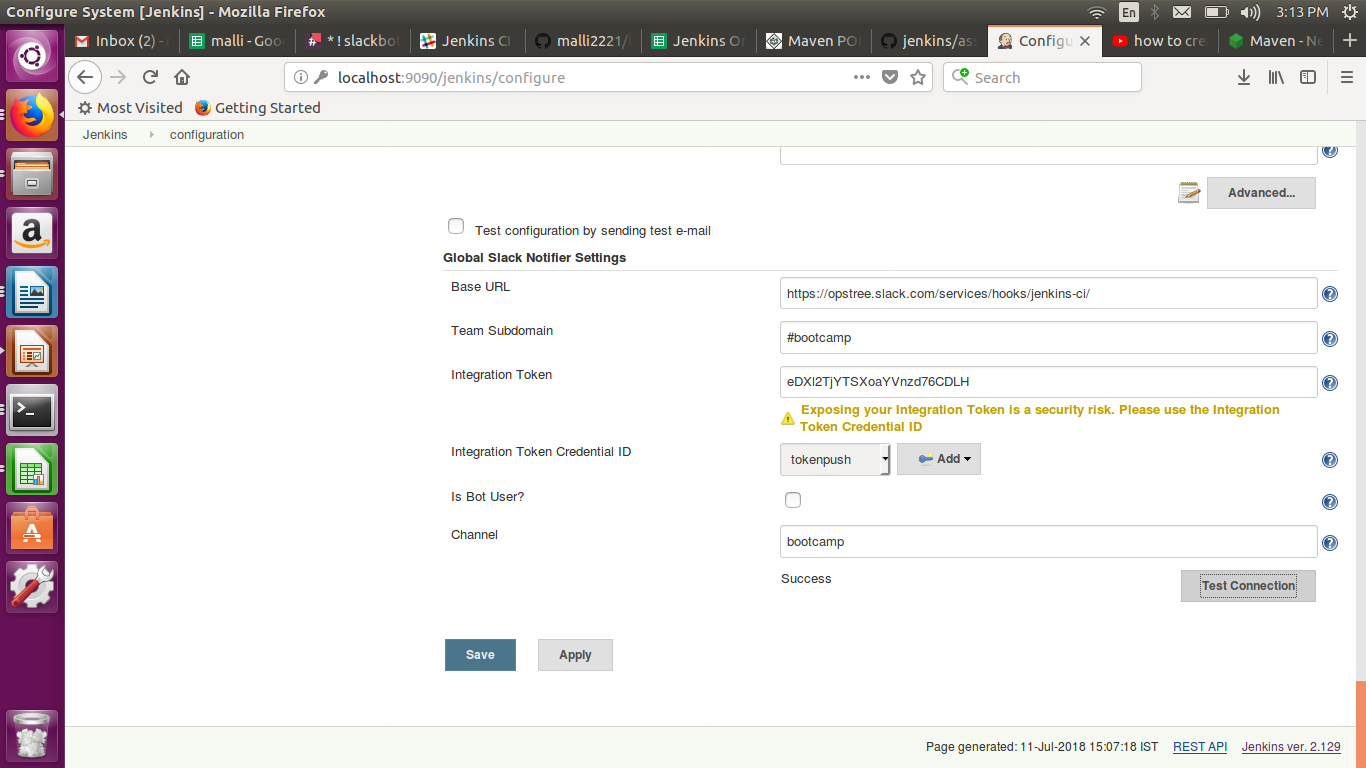 Configure System [Jenkins] - Mozilla Firefox
En
3:13 PM
Inbox (2) -
malli - Goo
* ! slackbo
Jenkins CI
malli2221/
Jenkins On
Maven PO
jenkins/as
Configu
how to cre
Maven - Ne
localhost:9090/jenkins/configure
Search
Most Visited
Getting Started
Jenkins
configuration
Advanced...
Test configuration by sending test e-mail
Global Slack Notifier Settings
Base URL
https://opstree.slack.com/services/hooks/jenkins-ci/
Team Subdomain
#bootcamp
Integration Token
eDXl2TjYTSXoaYVnzd76CDLH
Exposing your Integration Token is a security risk. Please use the Integration
Token Credential ID
Integration Token Credential ID
tokenpush
Add
Is Bot User?
Channel
bootcamp
Success
Test Connection
Save
Apply
Page generated: 11-Jul-2018 15:07:18 IST
REST API
Jenkins ver. 2.129